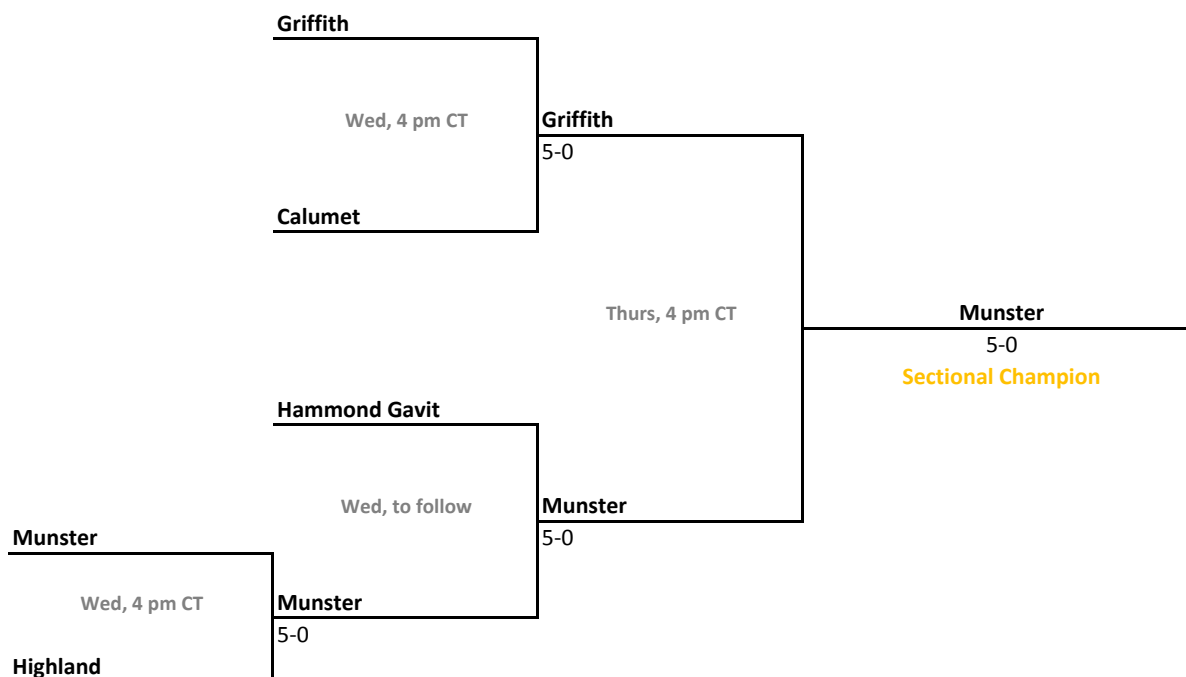 Griffith
Wed, 4 pm CT
Griffith
5-0
Calumet
Thurs, 4 pm CT
Munster
5-0
Sectional Champion
Hammond Gavit
Wed, to follow
Munster
5-0
Munster
Wed, 4 pm CT
Munster
5-0
Highland